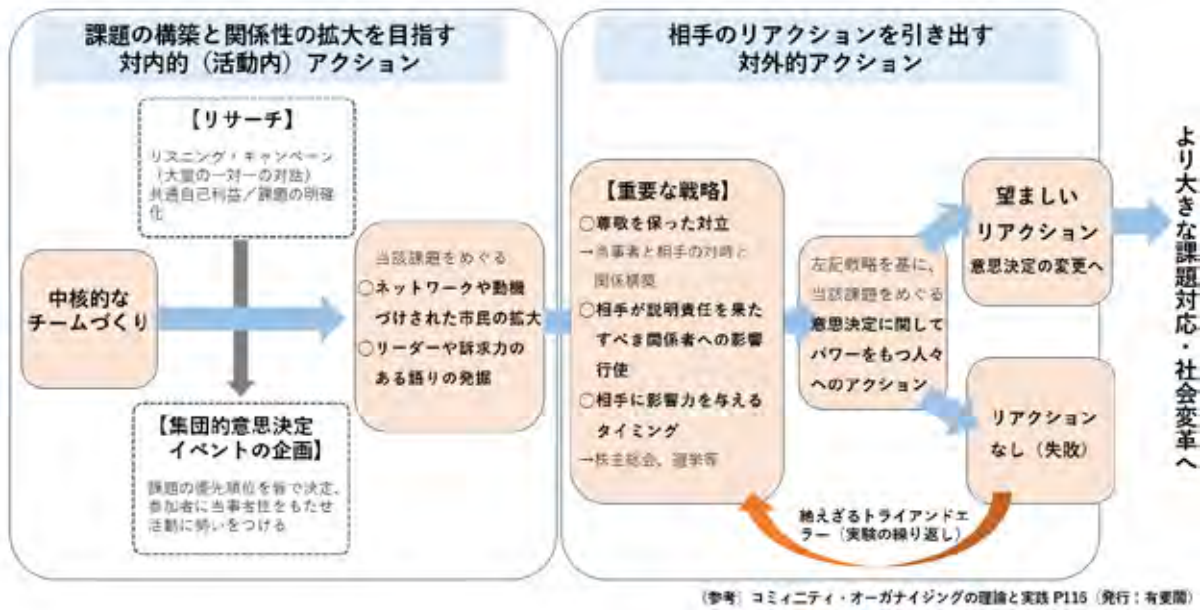 課題の構築と関係性の拡大を目指す
対内的（活動内）アクション
【リサーチ】
リスニング・キャンペーン
（大量の一対一の対話）
共通自己利益／課題の明確
化
中核的な
チームづくり
【集団的意思決定
イベントの企画】
課題の優先順位を皆で決定、
参加者に当事者性をもたせ
活動に勢いをつける
当該課題をめぐる
○ネットワークや動機
づけされた市民の拡大
○リーダーや訴求力の
ある語りの発掘
相手のリアクションを引き出す
対外的アクション
【重要な戦略】
○尊敬を保った対立
→当事者と相手の対峙と
関係構築
○相手が説明責任を果た
すべき関係者への影響
行使
○相手に影響力を与える
タイミング
→株主総会、選挙等
左記戦略を基に、
当該課題をめぐる
意思決定に関して
パワーをもつ人々
へのアクション
望ましい
リアクション
意思決定の変更へ
リアクション
なし（失敗）
絶えざるトライアンドエ
ラー（実験の繰り返し）
より大きな課題対応・社会変革へ
（参考）コミィニティ・オーガナイジングの理論と実践 P116（発行：有斐閣）